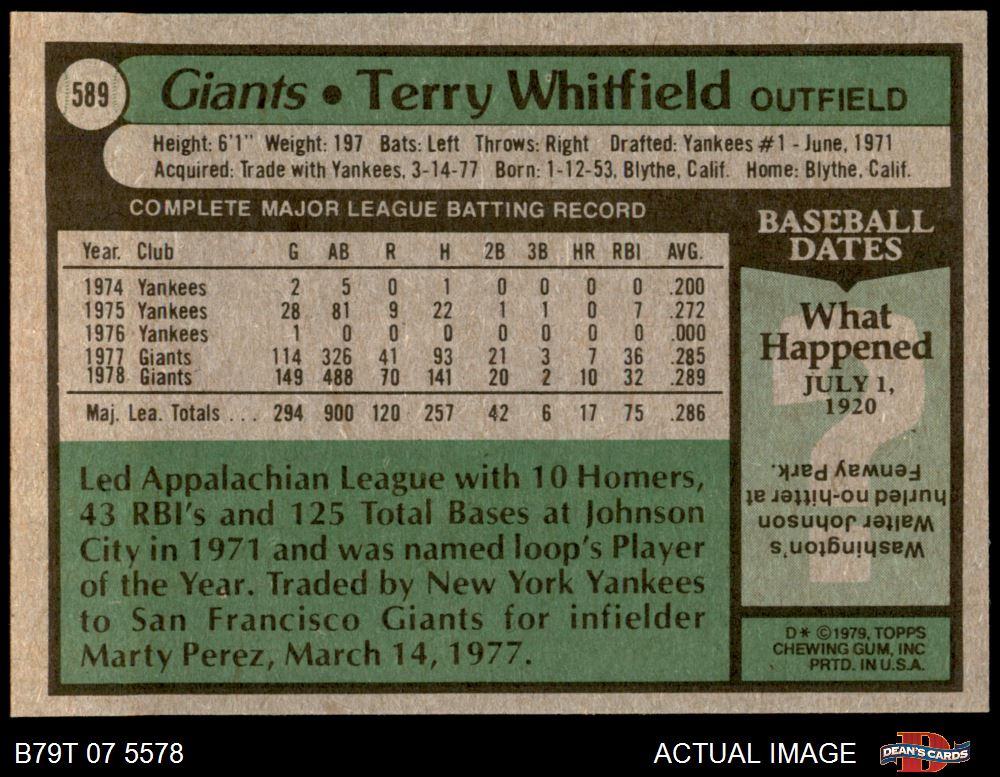 589
Giants • Terry Whitfield OUTFIELD
Height: 6'1" Weight: 197 Bats: Left Throws: Right Drafted: Yankees #1 - June, 1971
Acquired: Trade with Yankees, 3-14-77 Born: 1-12-53, Blythe, Calif. Home: Blythe, Calif.
COMPLETE MAJOR LEAGUE BATTING RECORD
Year. Club G AB R H 2B 3B HR RBI AVG.
1974 Yankees 2 5 0 1 0 0 0 0 .200
1975 Yankees 28 81 9 22 1 1 0 7 .272
1976 Yankees 1 0 0 0 0 0 0 0 .000
1977 Giants 114 326 41 93 21 3 7 36 .285
1978 Giants 149 488 70 141 20 2 10 32 .289
Maj. Lea. Totals . . . 294 900 120 257 42 6 17 75 .286
Led Appalachian League with 10 Homers,
43 RBI's and 125 Total Bases at Johnson
City in 1971 and was named loop's Player
of the Year. Traded by New York Yankees
to San Francisco Giants for infielder
Marty Perez, March 14, 1977.
BASEBALL
DATES
What
Happened
JULY 1,
1920
Washington's
Walter Johnson
hurled no-hitter at
Fenway Park.
D* ©1979, TOPPS
CHEWING GUM, INC
PRTD. IN U.S.A.
B79T 07 5578
ACTUAL IMAGE
DEAN'S CARDS